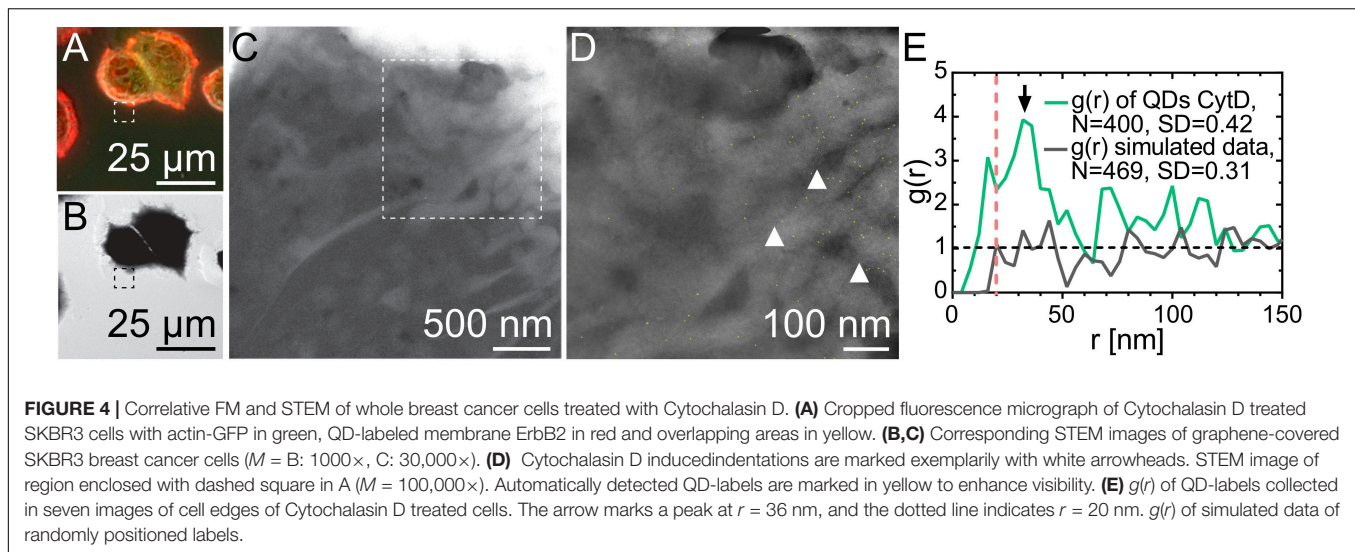 A
25 µm
B
25 µm
C
500 nm
D
100 nm
E
5
4
3
2
1
0
g(r)
g(r) of QDs CytD,
N=400, SD=0.42
g(r) simulated data,
N=469, SD=0.31
0 50 100 150
r [nm]
FIGURE 4 | Correlative FM and STEM of whole breast cancer cells treated with Cytochalasin D. (A) Cropped fluorescence micrograph of Cytochalasin D treated
SKBR3 cells with actin-GFP in green, QD-labeled membrane ErbB2 in red and overlapping areas in yellow. (B,C) Corresponding STEM images of graphene-covered
SKBR3 breast cancer cells (M = B: 1000×, C: 30,000×). (D) Cytochalasin D inducedindentations are marked exemplarily with white arrowheads. STEM image of
region enclosed with dashed square in A (M = 100,000×). Automatically detected QD-labels are marked in yellow to enhance visibility. (E) g(r) of QD-labels collected
in seven images of cell edges of Cytochalasin D treated cells. The arrow marks a peak at r = 36 nm, and the dotted line indicates r = 20 nm. g(r) of simulated data of
randomly positioned labels.